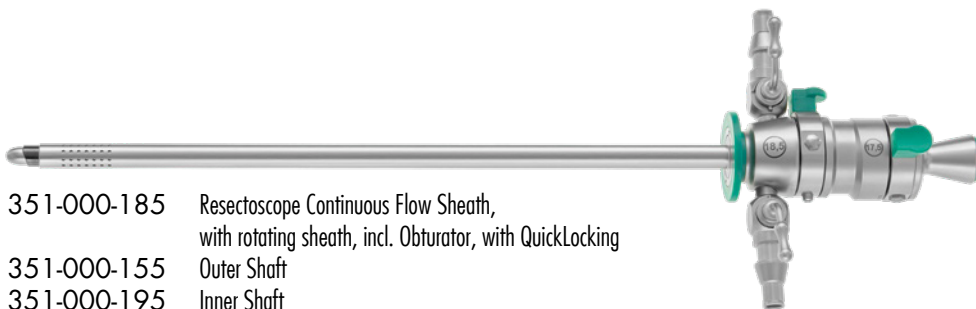 18,5
17,5
351-000-185 Resectoscope Continuous Flow Sheath,
with rotating sheath, incl. Obturator, with QuickLocking
351-000-155 Outer Shaft
351-000-195 Inner Shaft